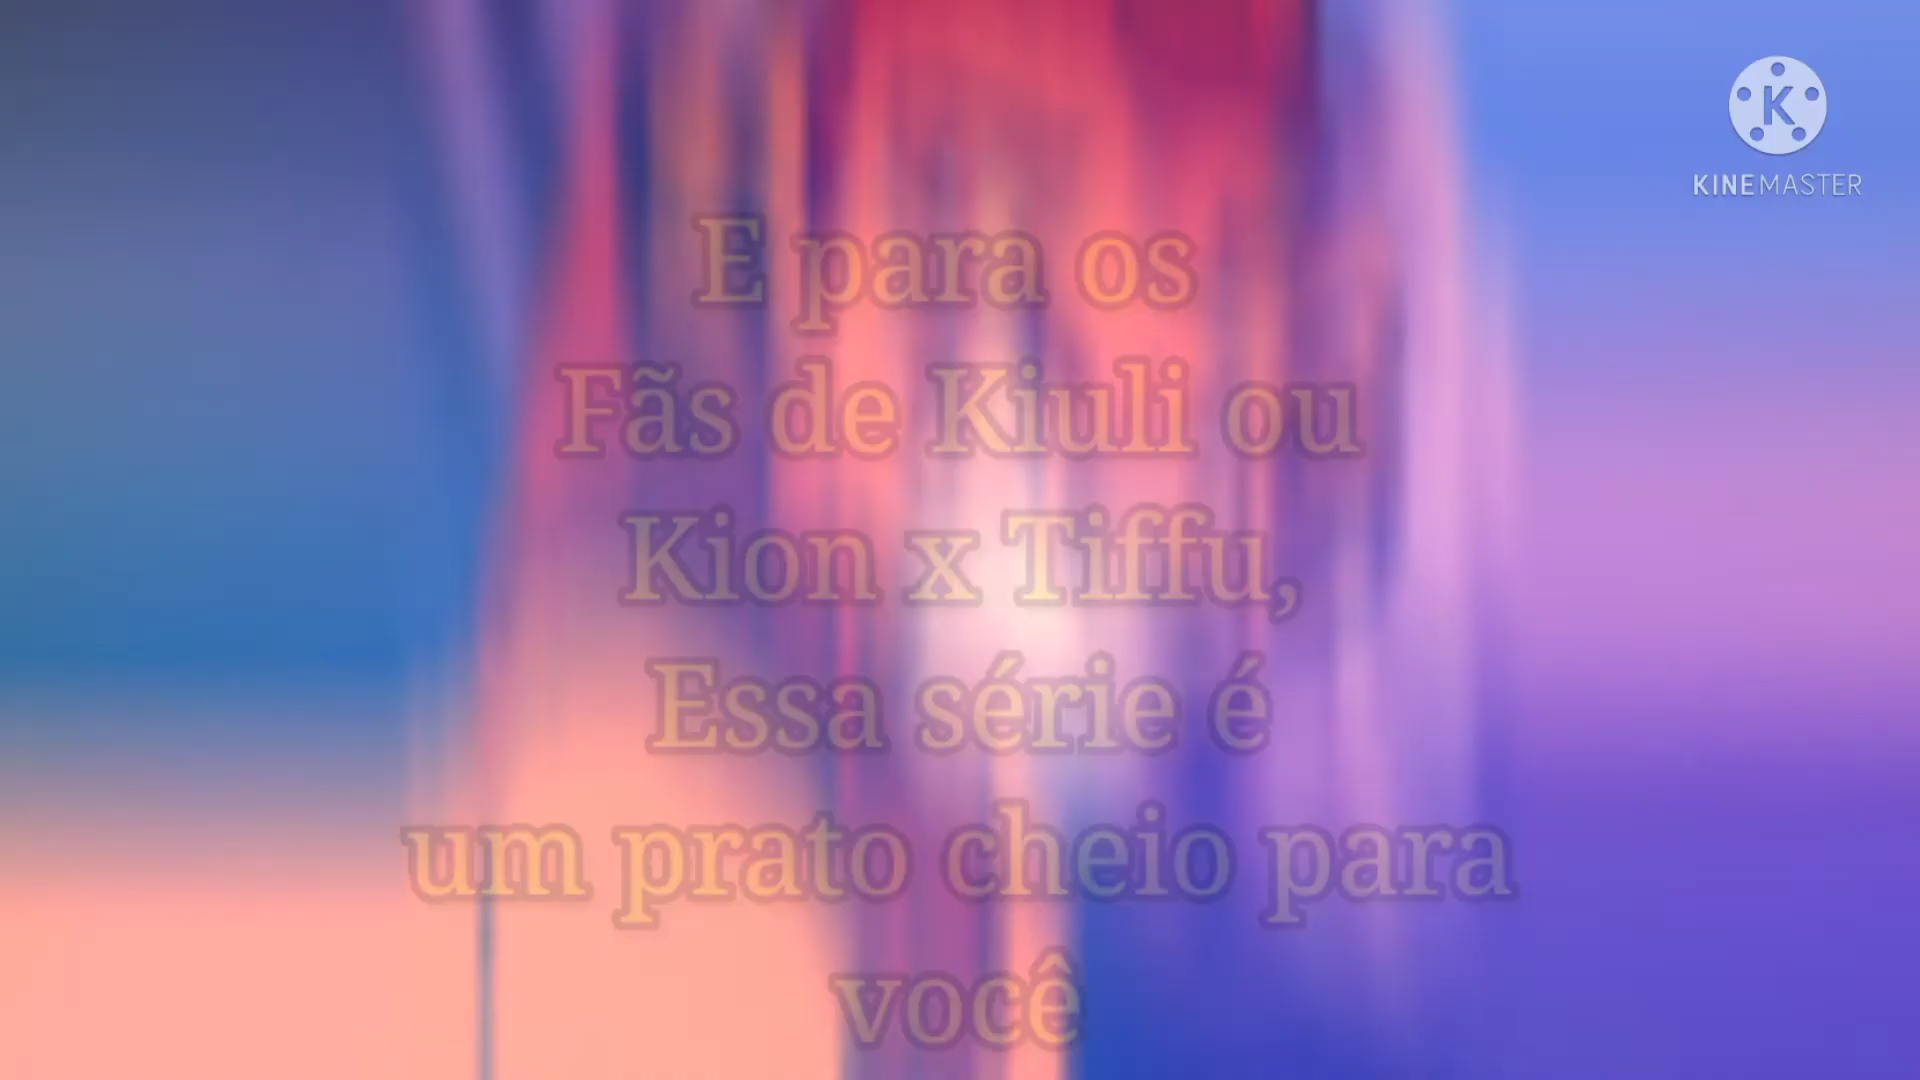 KINEMASTER
E para os
Fãs de Kiuli ou
Kion x Tiffu,
Essa série é
um prato cheio para
você